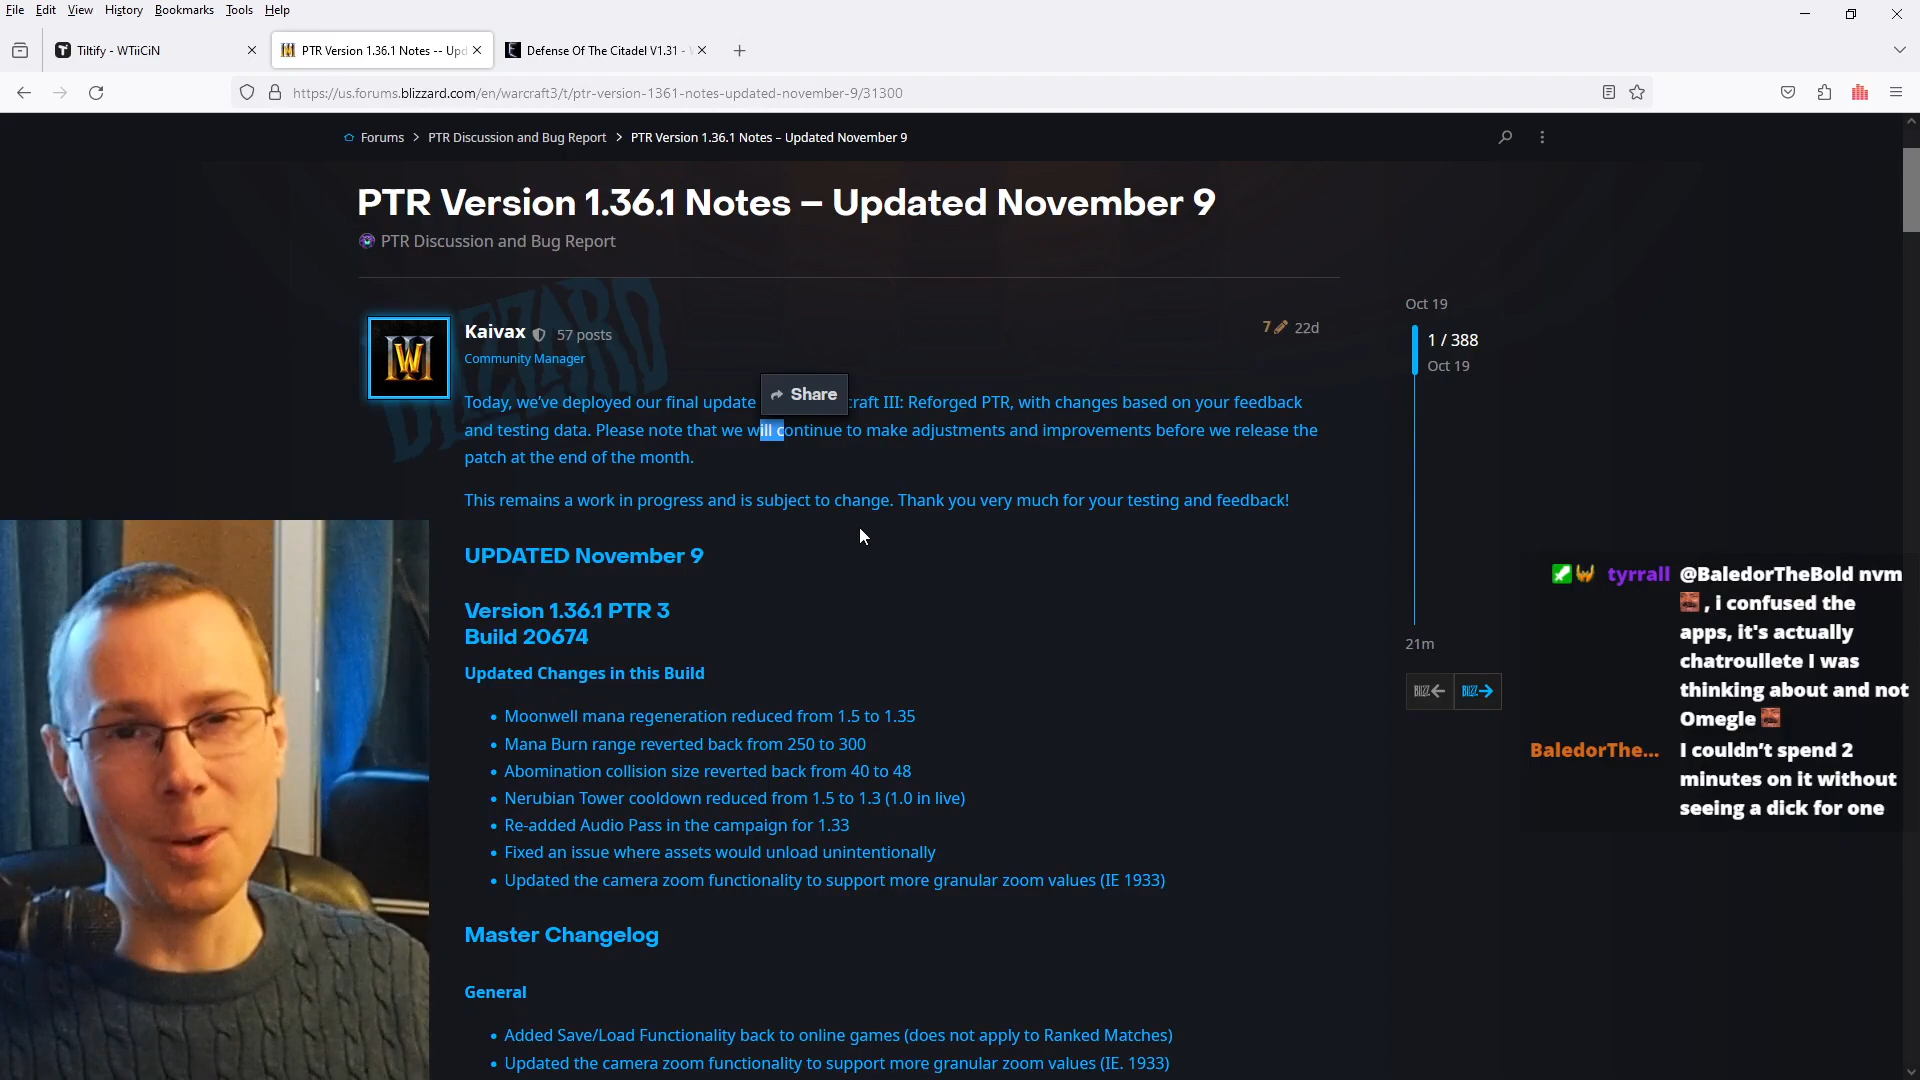 File Edit View History Bookmarks Tools Help
Tiltify - WTiiCiN
PTR Version 1.36.1 Notes -- Upd
Defense Of The Citadel V1.31 -
https://us.forums.blizzard.com/en/warcraft3/t/ptr-version-1361-notes-updated-november-9/31300
Forums > PTR Discussion and Bug Report > PTR Version 1.36.1 Notes – Updated November 9
PTR Version 1.36.1 Notes – Updated November 9
PTR Discussion and Bug Report
Kaivax 57 posts
7 22d
Community Manager
Share
Today, we’ve deployed our final update craft III: Reforged PTR, with changes based on your feedback
and testing data. Please note that we will continue to make adjustments and improvements before we release the
patch at the end of the month.
This remains a work in progress and is subject to change. Thank you very much for your testing and feedback!
UPDATED November 9
Version 1.36.1 PTR 3
Build 20674
Updated Changes in this Build
• Moonwell mana regeneration reduced from 1.5 to 1.35
• Mana Burn range reverted back from 250 to 300
• Abomination collision size reverted back from 40 to 48
• Nerubian Tower cooldown reduced from 1.5 to 1.3 (1.0 in live)
• Re-added Audio Pass in the campaign for 1.33
• Fixed an issue where assets would unload unintentionally
• Updated the camera zoom functionality to support more granular zoom values (IE 1933)
Master Changelog
General
• Added Save/Load Functionality back to online games (does not apply to Ranked Matches)
• Updated the camera zoom functionality to support more granular zoom values (IE. 1933)
Oct 19
1 / 388
Oct 19
21m
BLIZZ BLIZZ
tyrrall @BaledorTheBold nvm
, i confused the
apps, it's actually
chatroullete I was
thinking about and not
Omegle
BaledorThe... I couldn’t spend 2
minutes on it without
seeing a dick for one
BLIZZARD